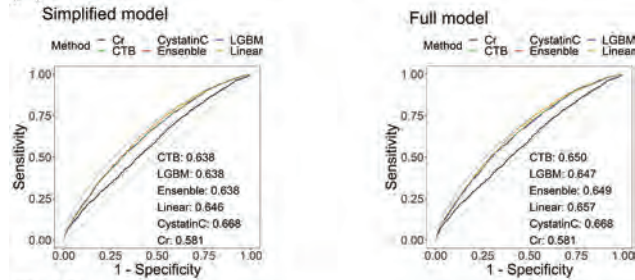 Simplified model
Method Cr CystatinC LGBM
CTB Ensemble Linear
1.00
0.75
0.50
0.25
0.00
Sensitivity
CTB: 0.638
LGBM: 0.638
Ensenble: 0.638
Linear: 0.646
CystatinC: 0.668
Cr: 0.581
0.00 0.25 0.50 0.75 1.00
1 - Specificity
Full model
Method Cr CystatinC LGBM
CTB Ensemble Linear
1.00
0.75
0.50
0.25
0.00
Sensitivity
CTB: 0.650
LGBM: 0.647
Ensenble: 0.649
Linear: 0.657
CystatinC: 0.668
Cr: 0.581
0.00 0.25 0.50 0.75 1.00
1 - Specificity